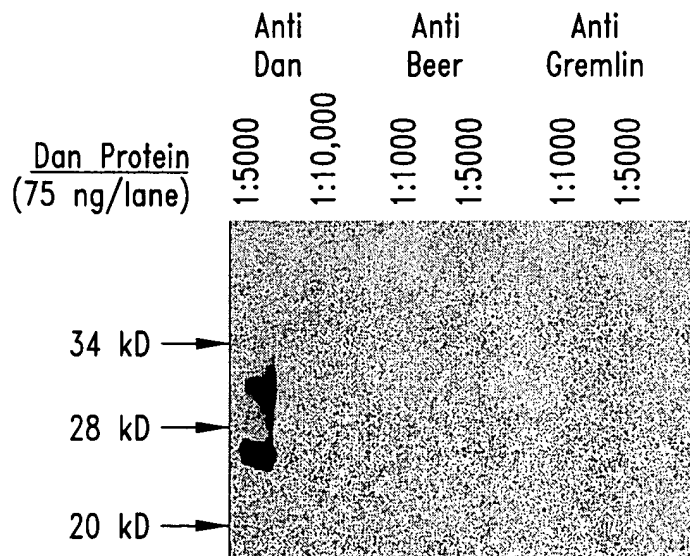 Anti Dan
Anti Beer
Anti Gremlin
Dan Protein
(75 ng/lane)
1:5000
1:10,000
1:1000
1:5000
1:1000
1:5000
34 kD
28 kD
20 kD